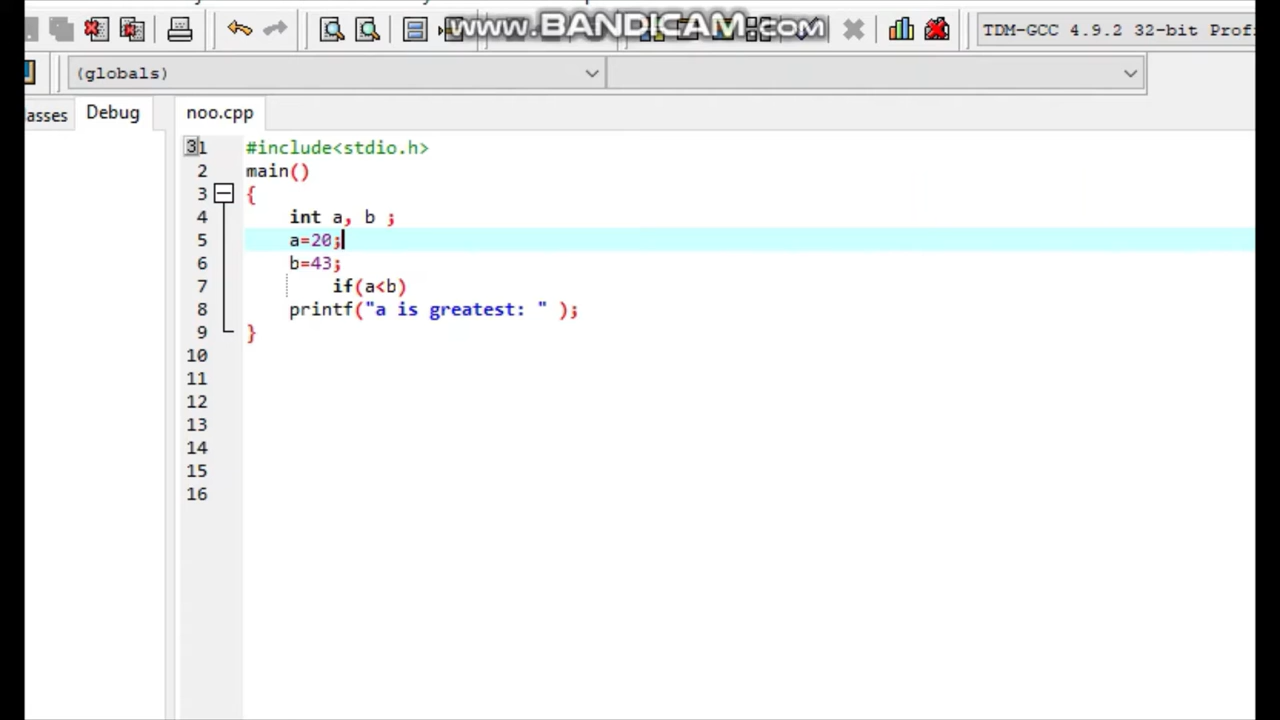 www.BANDICAM.com
TDM-GCC 4.9.2 32-bit Prof
(globals)
asses Debug noo.cpp
31 #include<stdio.h>
2 main()
3 {
4 int a, b ;
5 a=20;
6 b=43;
7 if(a<b)
8 printf("a is greatest: " );
9 }
10
11
12
13
14
15
16